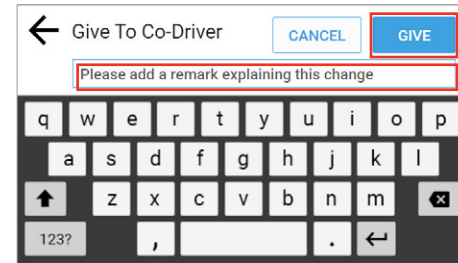 Give To Co-Driver CANCEL GIVE
Please add a remark explaining this change
q w e r t y u i o p
a s d f g h j k l
z x c v b n m
123? , .